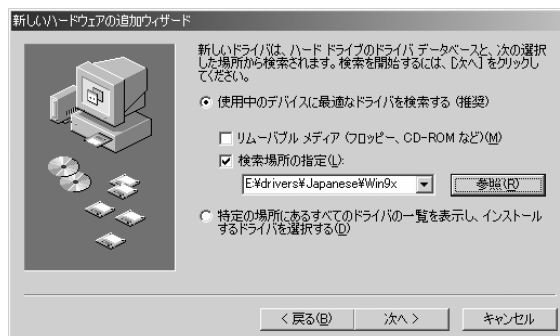 新しいハードウェアの追加ウィザード
新しいドライバは、ハード ドライブのドライバ データベースと、次の選択
した場所から検索されます。検索を開始するには、[次へ] をクリックし
てください。
使用中のデバイスに最適なドライバを検索する (推奨)
リムーバブル メディア (フロッピー、CD-ROM など)(M)
検索場所の指定(L):
E:¥drivers¥Japanese¥Win9x
参照(R)
特定の場所にあるすべてのドライバの一覧を表示し、インストール
するドライバを選択する(D)
< 戻る(B)
次へ >
キャンセル